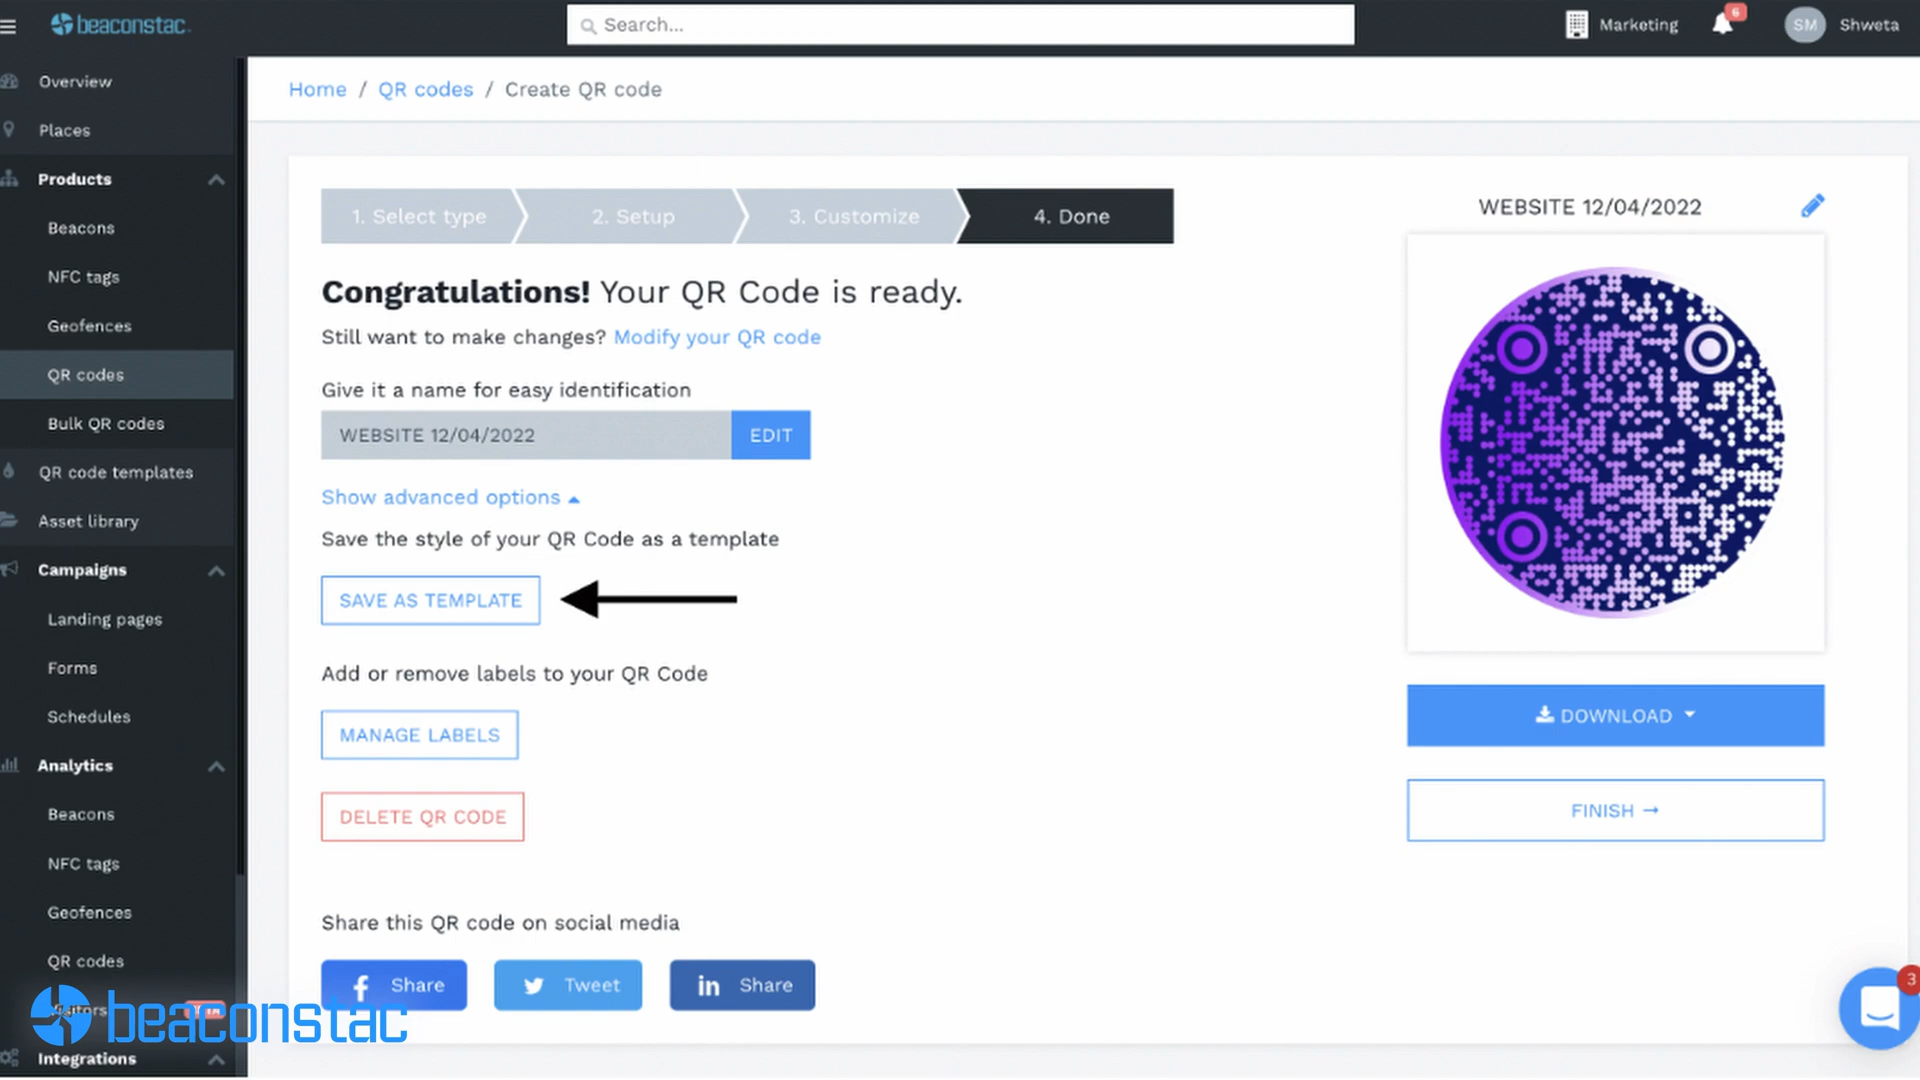 beaconstac
Search...
Marketing
6
SM
Shweta
Overview
Places
Products
Beacons
NFC tags
Geofences
QR codes
Bulk QR codes
QR code templates
Asset library
Campaigns
Landing pages
Forms
Schedules
Analytics
Beacons
NFC tags
Geofences
QR codes
Visitors
beaconstac
Integrations
Home / QR codes / Create QR code
1. Select type
2. Setup
3. Customize
4. Done
Congratulations! Your QR Code is ready.
Still want to make changes? Modify your QR code
Give it a name for easy identification
WEBSITE 12/04/2022
EDIT
Show advanced options
Save the style of your QR Code as a template
SAVE AS TEMPLATE
Add or remove labels to your QR Code
MANAGE LABELS
DELETE QR CODE
Share this QR code on social media
Share
Tweet
in Share
WEBSITE 12/04/2022
DOWNLOAD
FINISH →
3